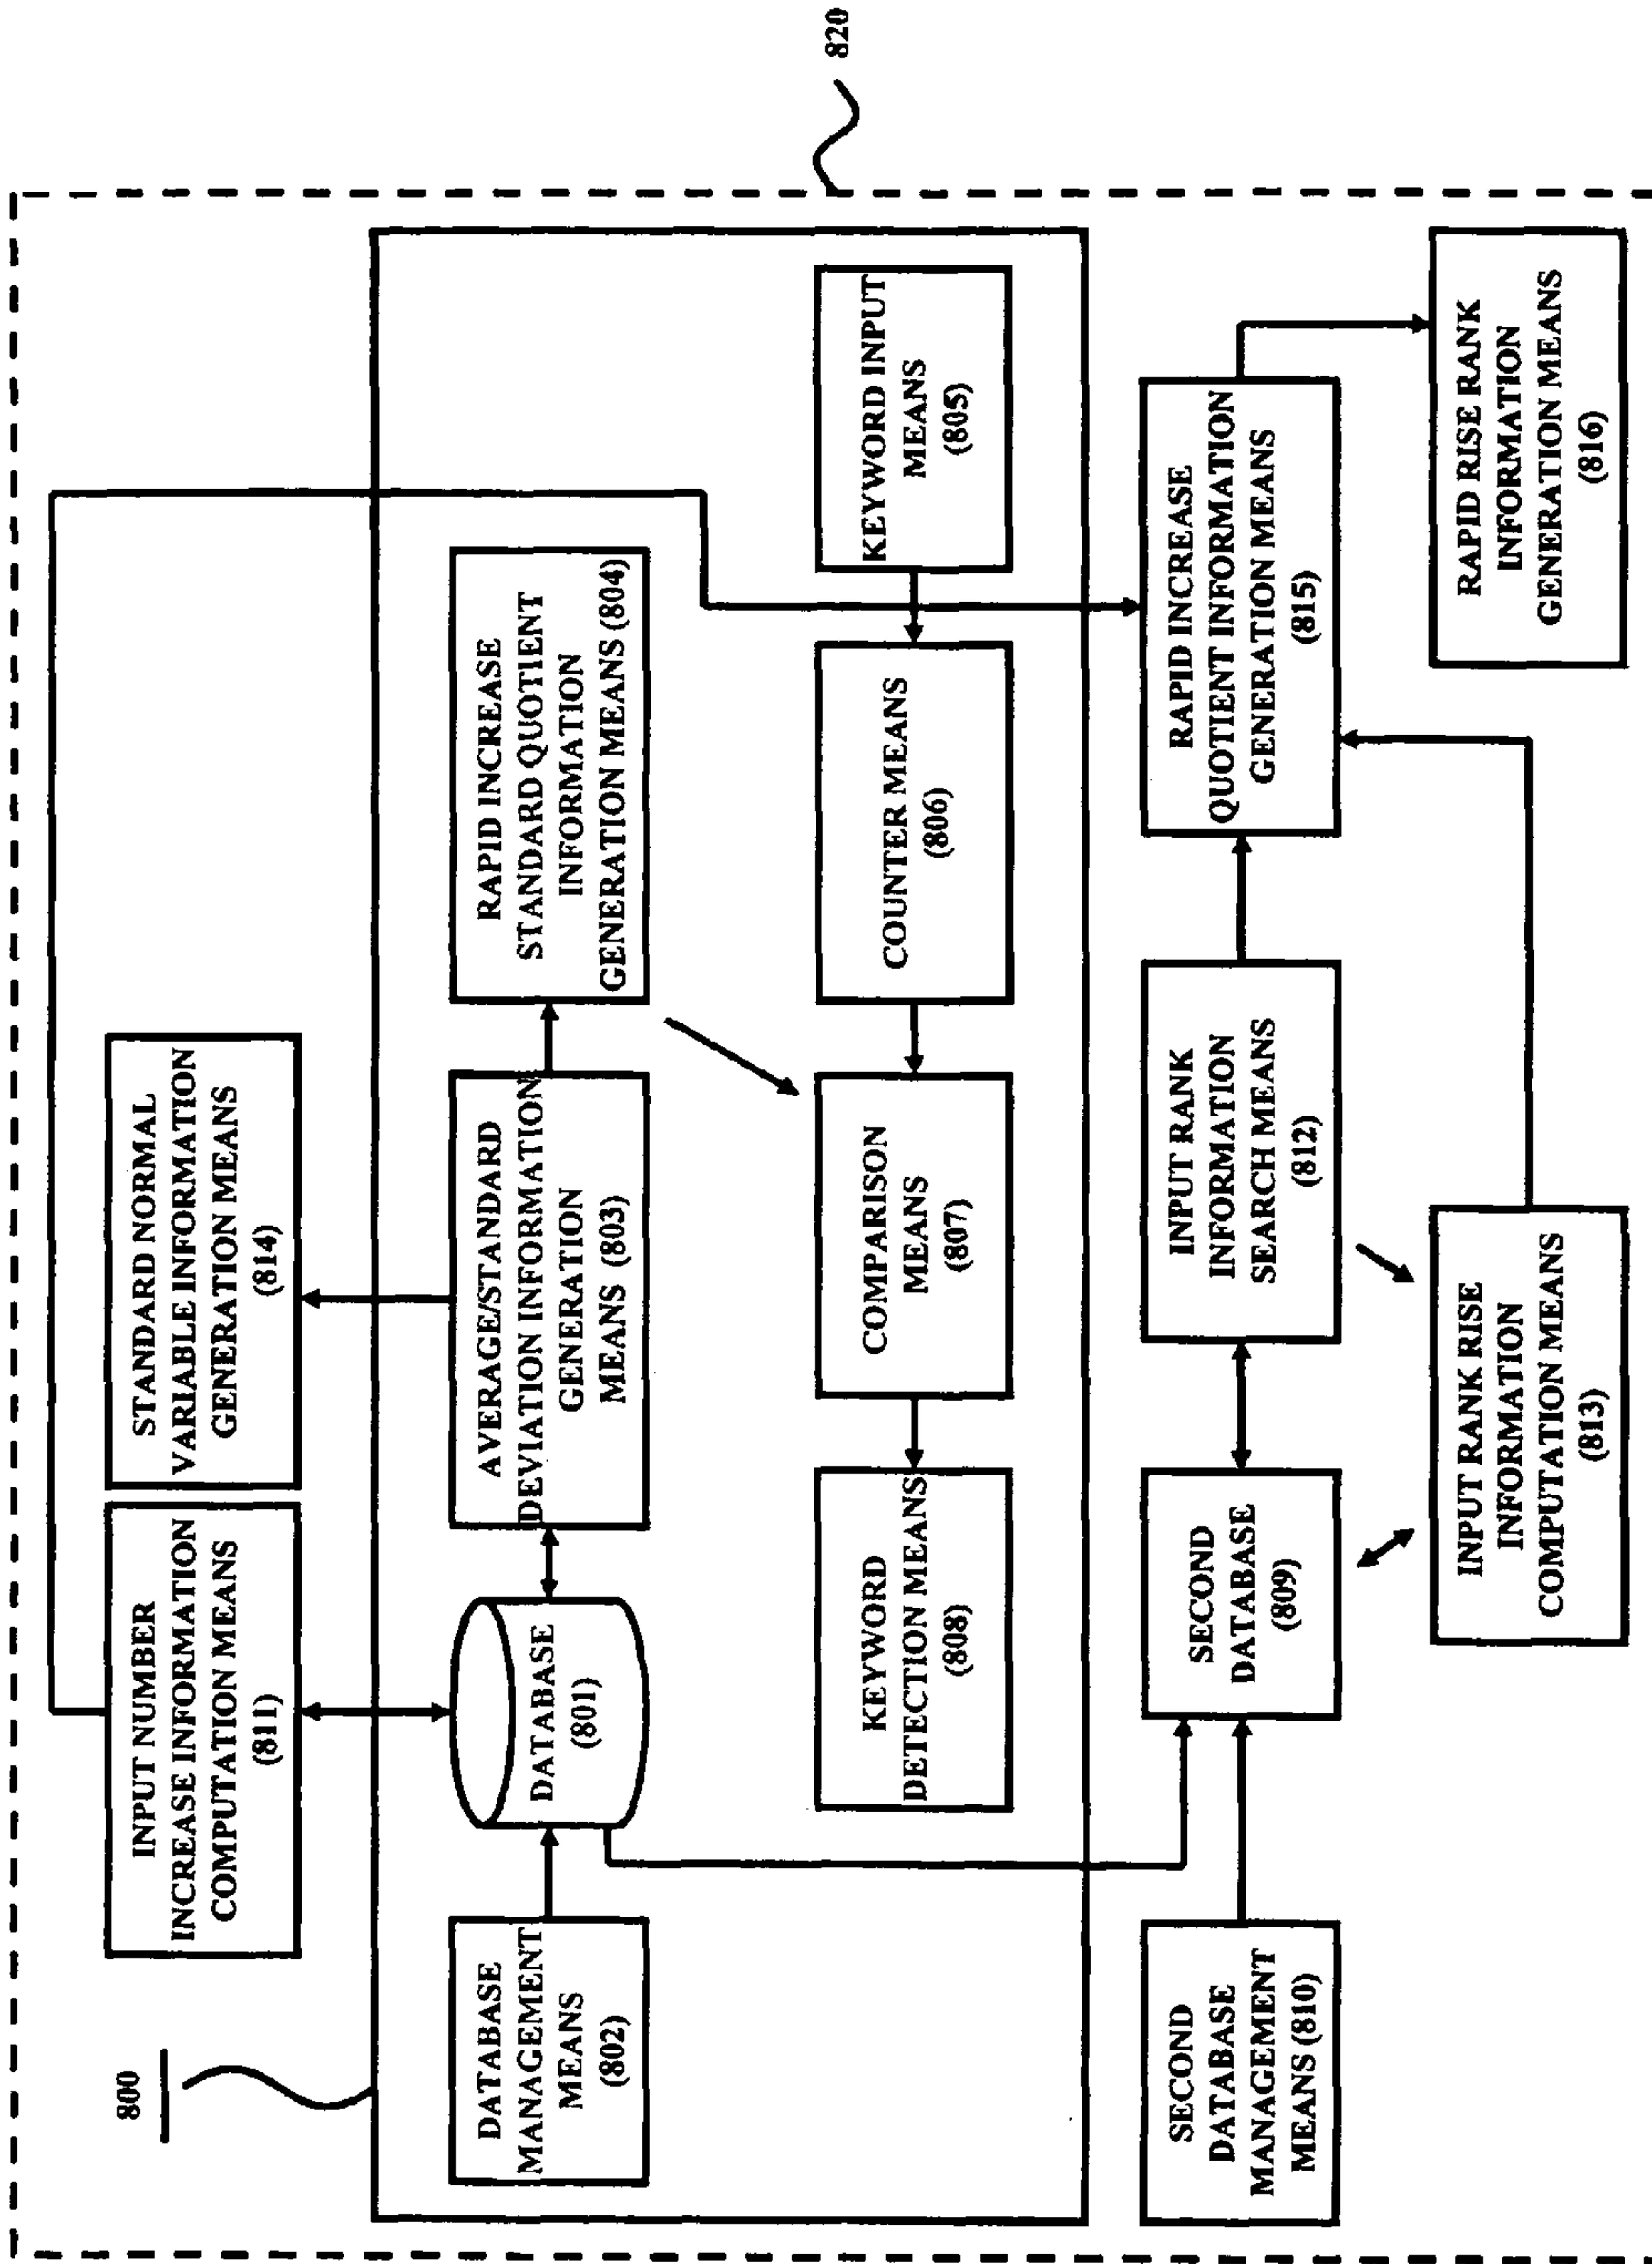 800
820
INPUT NUMBER
INCREASE INFORMATION
COMPUTATION MEANS
(811)
STANDARD NORMAL
VARIABLE INFORMATION
GENERATION MEANS
(814)
DATABASE
MANAGEMENT
MEANS
(802)
DATABASE
(801)
AVERAGE/STANDARD
DEVIATION INFORMATION
GENERATION
MEANS (803)
RAPID INCREASE
STANDARD QUOTIENT
INFORMATION
GENERATION MEANS (804)
KEYWORD
DETECTION MEANS
(808)
COMPARISON
MEANS
(807)
COUNTER MEANS
(806)
KEYWORD INPUT
MEANS
(805)
SECOND
DATABASE
MANAGEMENT
MEANS (810)
SECOND
DATABASE
(809)
INPUT RANK
INFORMATION
SEARCH MEANS
(812)
RAPID INCREASE
QUOTIENT INFORMATION
GENERATION MEANS
(815)
INPUT RANK RISE
INFORMATION
COMPUTATION MEANS
(813)
RAPID RISE RANK
INFORMATION
GENERATION MEANS
(816)